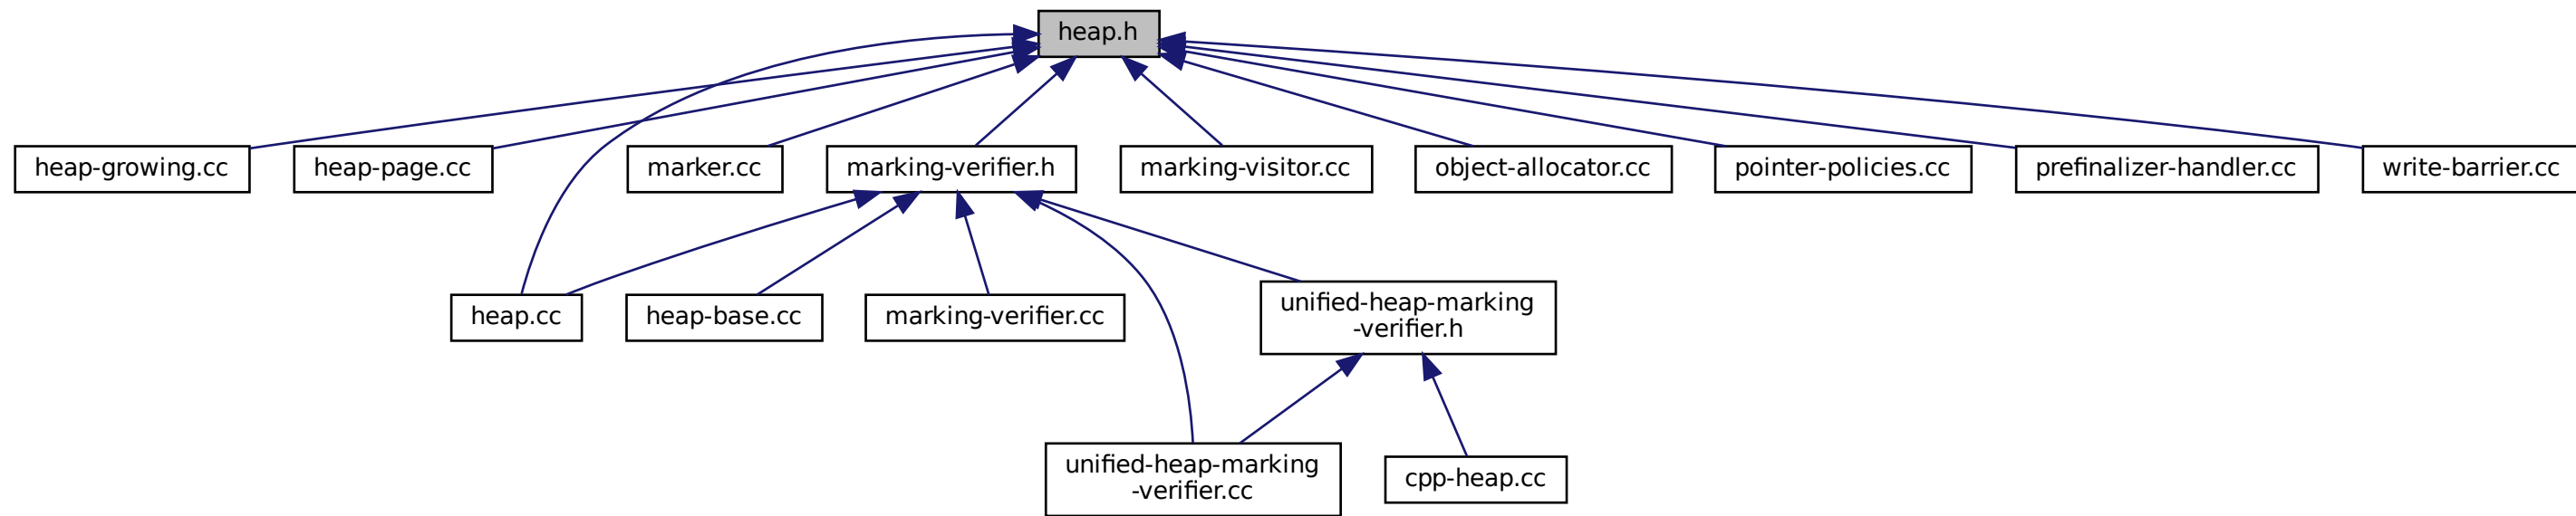 heap.h
heap-growing.cc
heap-page.cc
marker.cc
marking-verifier.h
marking-visitor.cc
object-allocator.cc
pointer-policies.cc
prefinalizer-handler.cc
write-barrier.cc
heap.cc
heap-base.cc
marking-verifier.cc
unified-heap-marking
-verifier.h
unified-heap-marking
-verifier.cc
cpp-heap.cc